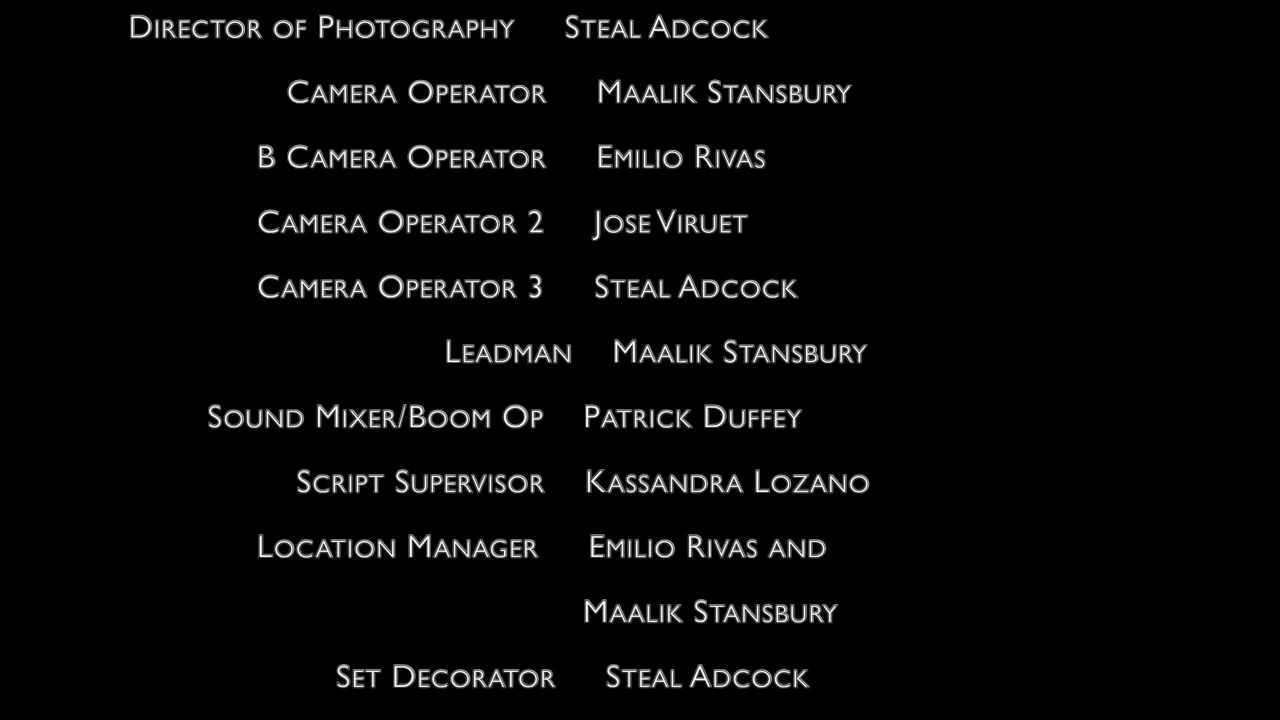 Director of Photography Steal Adcock
Camera Operator Maalik Stansbury
B Camera Operator Emilio Rivas
Camera Operator 2 Jose Viruet
Camera Operator 3 Steal Adcock
Leadman Maalik Stansbury
Sound Mixer/Boom Op Patrick Duffey
Script Supervisor Kassandra Lozano
Location Manager Emilio Rivas and
Maalik Stansbury
Set Decorator Steal Adcock